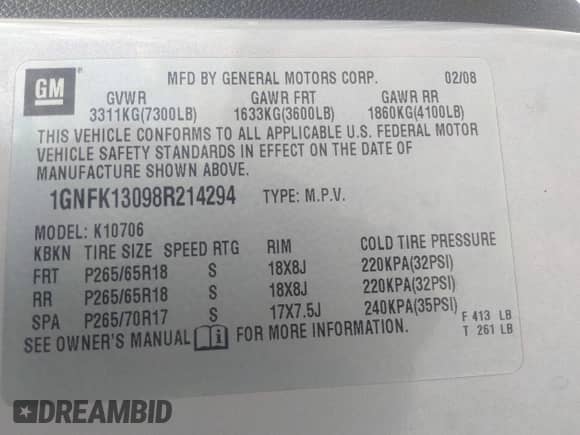 GM ®
MFD BY GENERAL MOTORS CORP. 02/08
GVWR GAWR FRT GAWR RR
3311KG(7300LB) 1633KG(3600LB) 1860KG(4100LB)
THIS VEHICLE CONFORMS TO ALL APPLICABLE U.S. FEDERAL MOTOR
VEHICLE SAFETY STANDARDS IN EFFECT ON THE DATE OF
MANUFACTURE SHOWN ABOVE.
1GNFK13098R214294 TYPE: M.P.V.
MODEL: K10706
KBKN TIRE SIZE SPEED RTG RIM COLD TIRE PRESSURE
FRT P265/65R18 S 18X8J 220KPA(32PSI)
RR P265/65R18 S 18X8J 220KPA(32PSI)
SPA P265/70R17 S 17X7.5J 240KPA(35PSI) F 413 LB
SEE OWNER'S MANUAL i FOR MORE INFORMATION. T 261 LB
DREAMBID